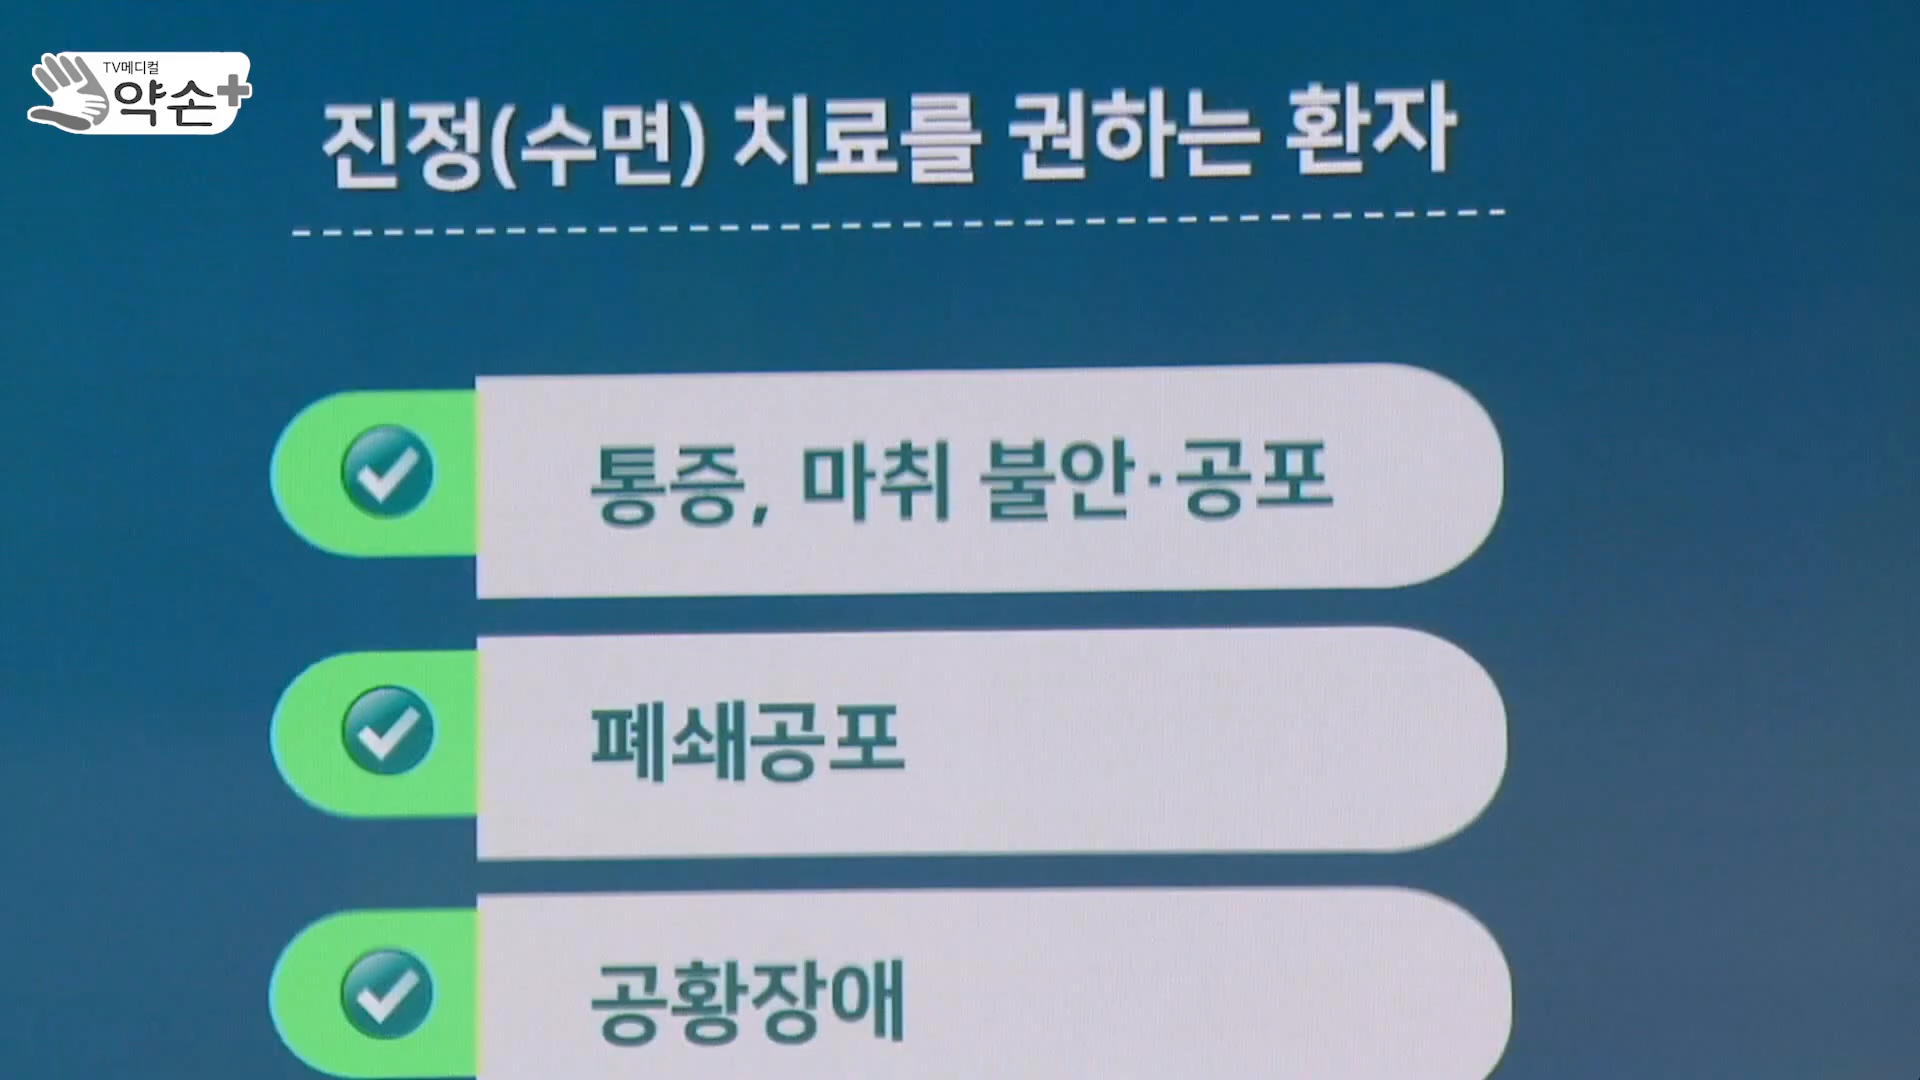 TV메디컬
약손+
진정(수면) 치료를 권하는 환자
통증, 마취 불안·공포
폐쇄공포
공황장애